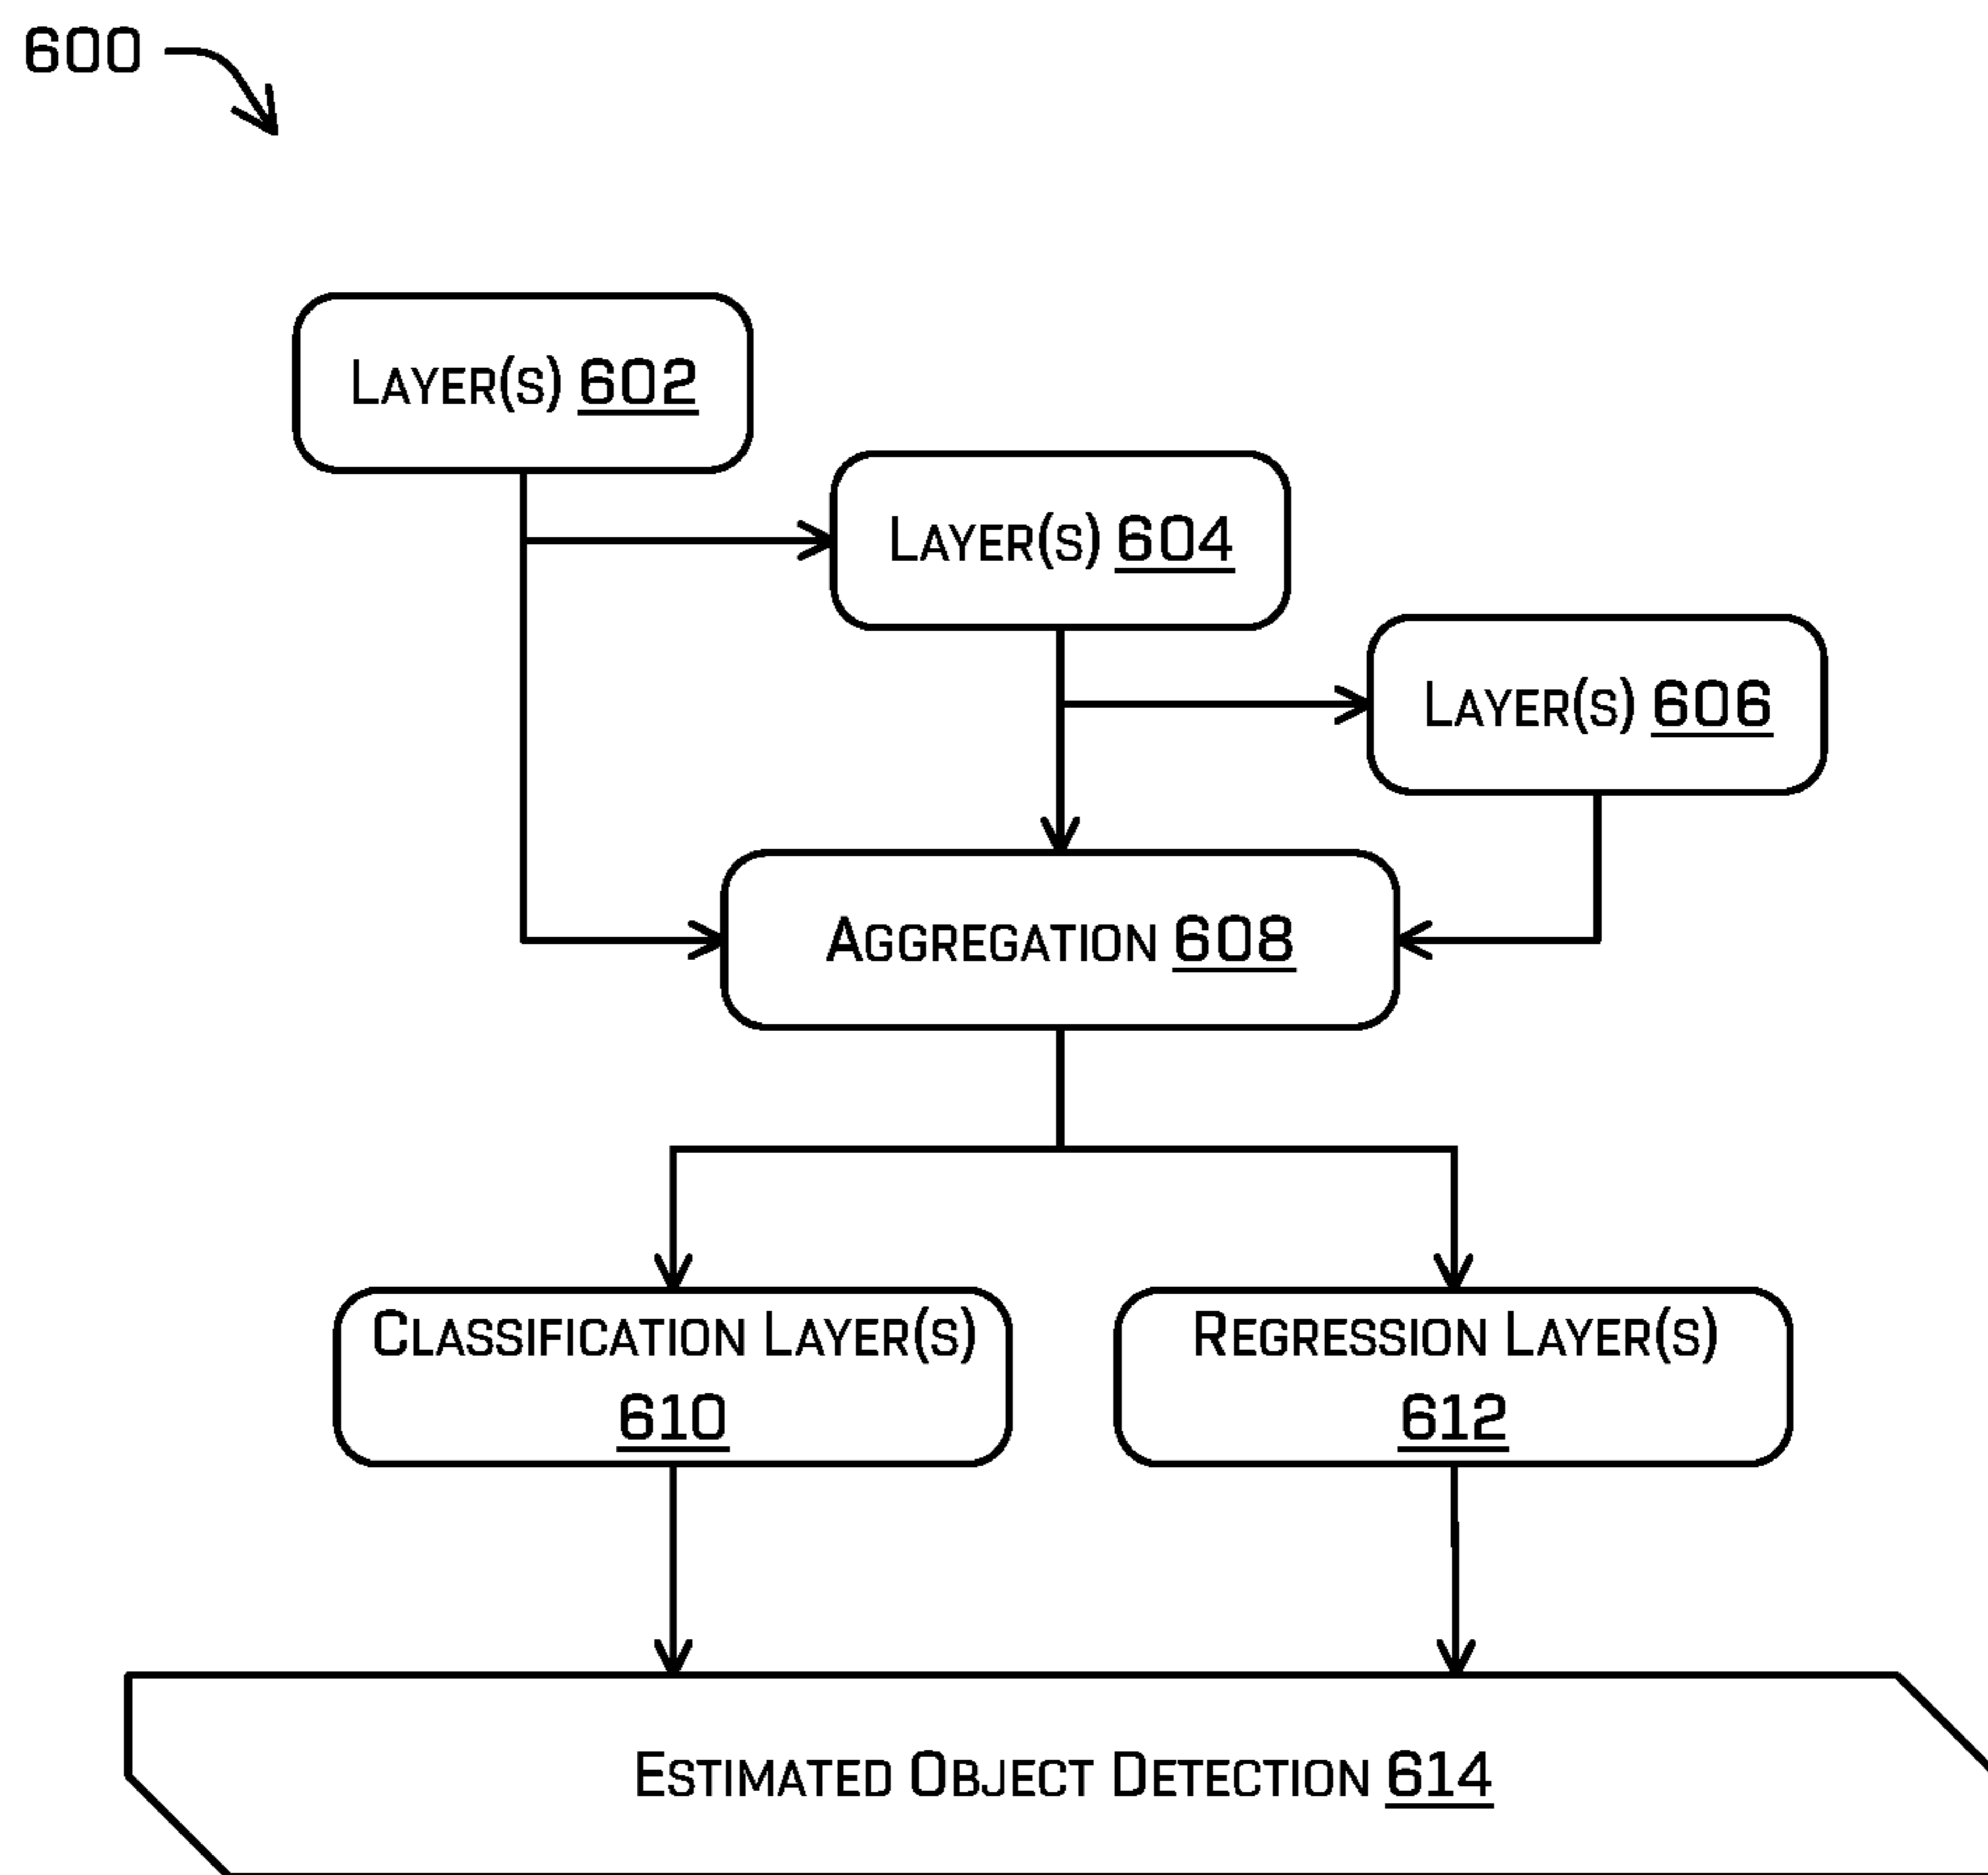 600
Layer(s) 602
Layer(s) 604
Layer(s) 606
Aggregation 608
Classification Layer(s)
610
Regression Layer(s)
612
Estimated Object Detection 614